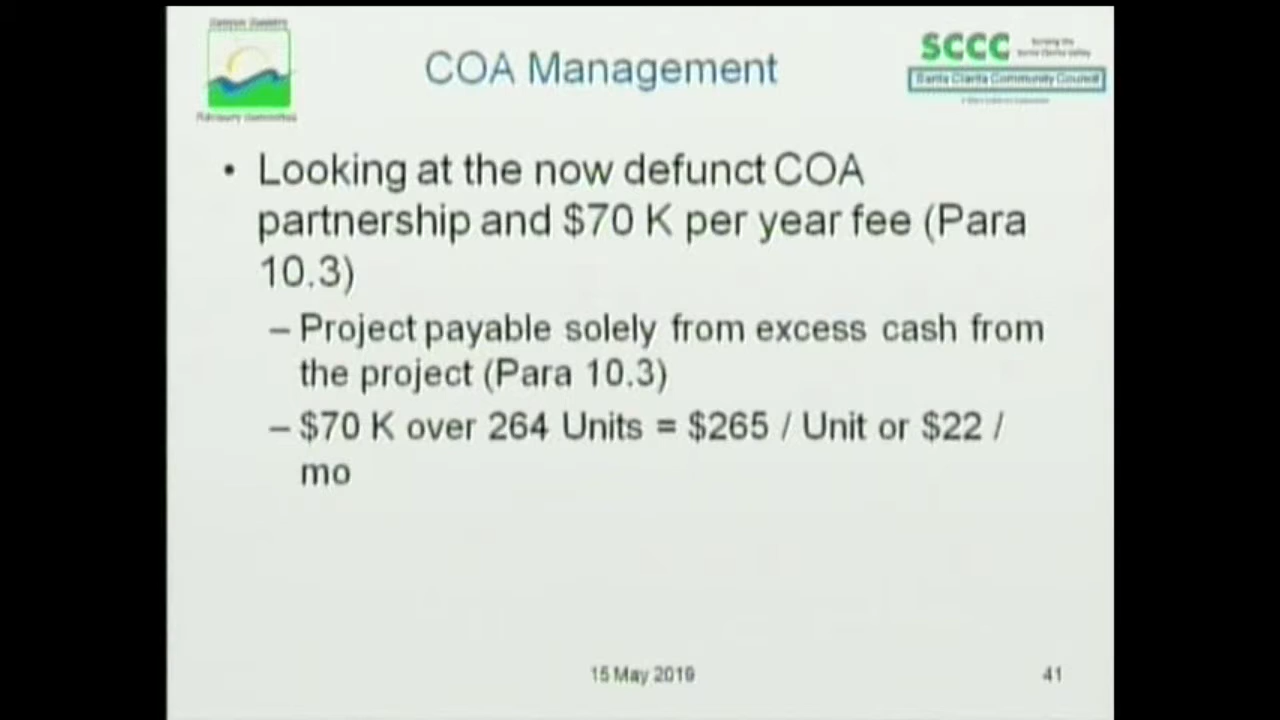 COA Management
SCCC
Santa Clarita Community Council
Advisory Committee
• Looking at the now defunct COA
partnership and $70 K per year fee (Para
10.3)
– Project payable solely from excess cash from
the project (Para 10.3)
– $70 K over 264 Units = $265 / Unit or $22 /
mo
15 May 2019
41